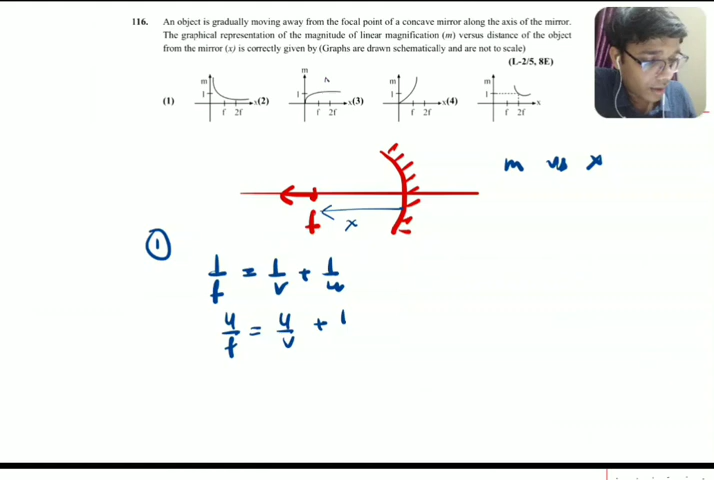 116. An object is gradually moving away from the focal point of a concave mirror along the axis of the mirror.
The graphical representation of the magnitude of linear magnification (m) versus distance of the object
from the mirror (x) is correctly given by (Graphs are drawn schematically and are not to scale)
(L-2/5, 8E)
(1) m 1 f 2f x (2) m 1 f 2f x (3) m 1 f 2f x (4) m 1 f 2f x
m vs x
f x
1
1/f = 1/v + 1/u
u/f = u/v + 1